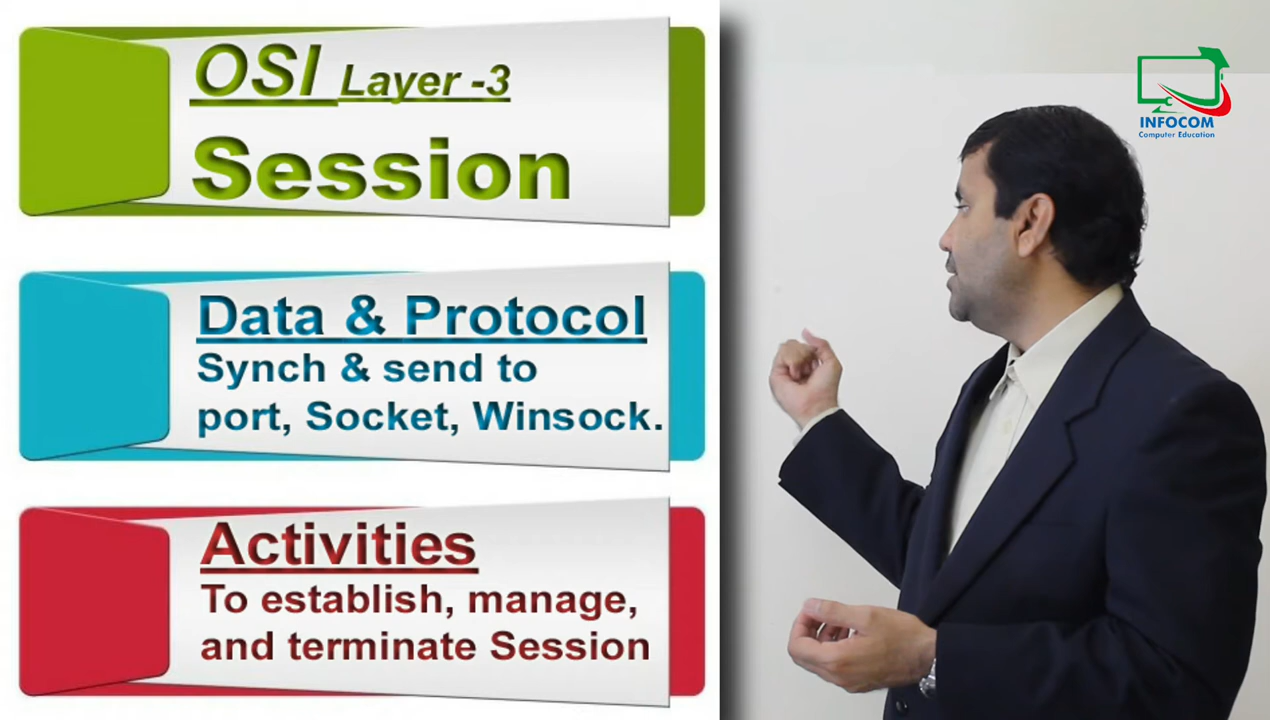 OSI Layer -3
Session
Data & Protocol
Synch & send to
port, Socket, Winsock.
Activities
To establish, manage,
and terminate Session
INFOCOM
Computer Education